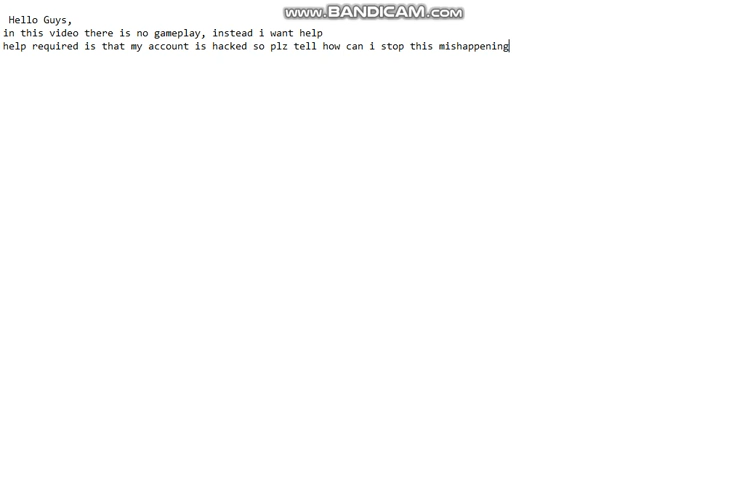 www.BANDICAM.com
Hello Guys,
in this video there is no gameplay, instead i want help
help required is that my account is hacked so plz tell how can i stop this mishappening